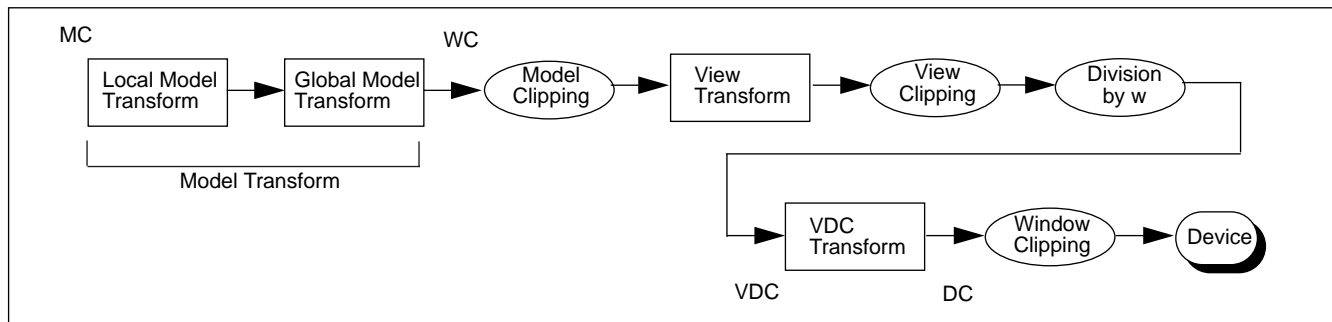 MC
Local Model
Transform
Global Model
Transform
WC
Model
Clipping
View
Transform
View
Clipping
Division
by w
Model Transform
VDC
Transform
Window
Clipping
Device
VDC
DC